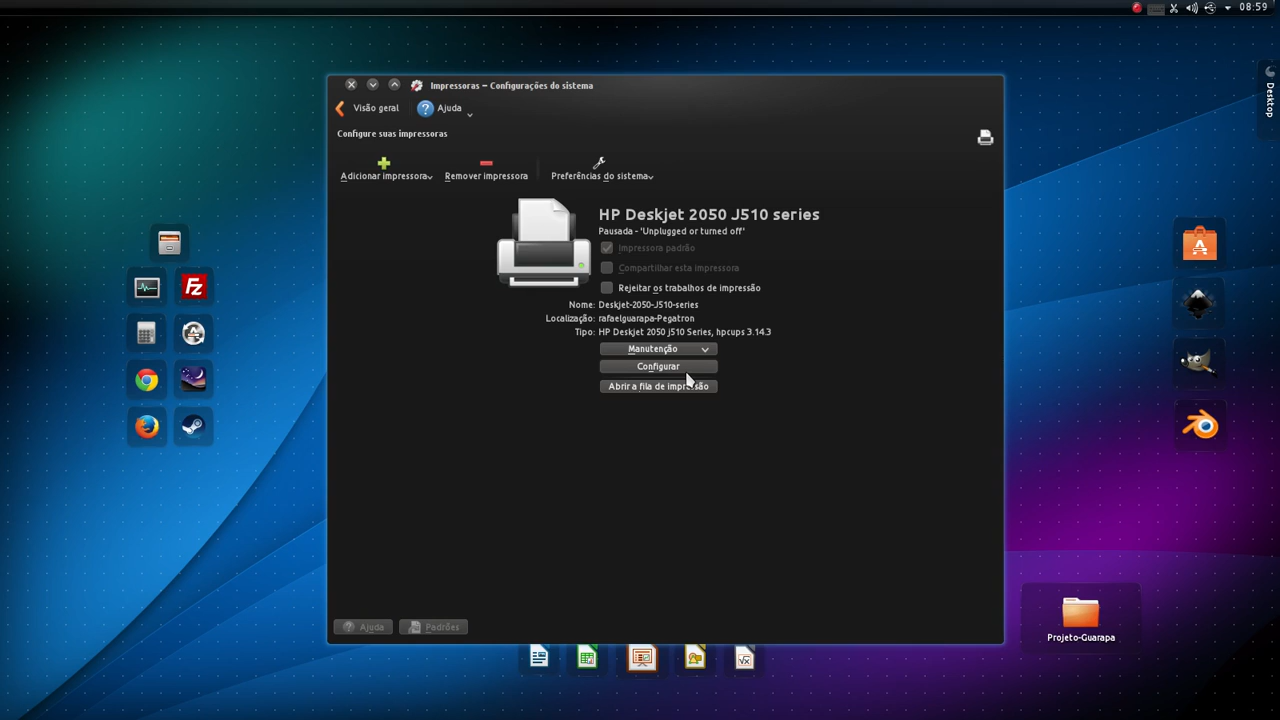 08:59
Desktop
Impressoras – Configurações do sistema
Visão geral
Ajuda
Configure suas impressoras
Adicionar impressora
Remover impressora
Preferências do sistema
HP Deskjet 2050 J510 series
Pausada - 'Unplugged or turned off'
Impressora padrão
Compartilhar esta impressora
Rejeitar os trabalhos de impressão
Nome: Deskjet-2050-J510-series
Localização: rafaelguarapa-Pegatron
Tipo: HP Deskjet 2050 j510 Series, hpcups 3.14.3
Manutenção
Configurar
Abrir a fila de impressão
Ajuda
Padrões
Projeto-Guarapa